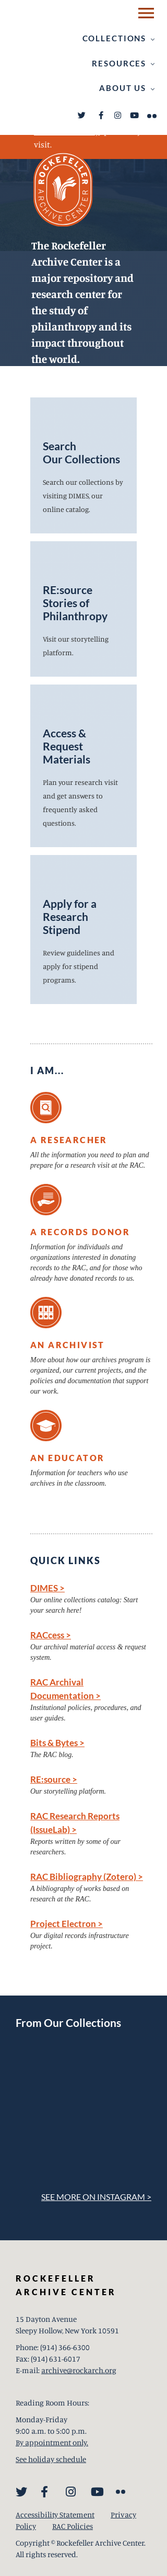 COLLECTIONS
RESOURCES
ABOUT US
visit.
ROCKEFELLER
ARCHIVE CENTER
The Rockefeller
Archive Center is a
major repository and
research center for
the study of
philanthropy and its
impact throughout
the world.
Search
Our Collections
Search our collections by
visiting DIMES, our
online catalog.
RE:source
Stories of
Philanthropy
Visit our storytelling
platform.
Access &
Request
Materials
Plan your research visit
and get answers to
frequently asked
questions.
Apply for a
Research
Stipend
Review guidelines and
apply for stipend
programs.
I AM...
A RESEARCHER
All the information you need to plan and
prepare for a research visit at the RAC.
A RECORDS DONOR
Information for individuals and
organizations interested in donating
records to the RAC, and for those who
already have donated records to us.
AN ARCHIVIST
More about how our archives program is
organized, our current projects, and the
policies and documentation that support
our work.
AN EDUCATOR
Information for teachers who use
archives in the classroom.
QUICK LINKS
DIMES >
Our online collections catalog: Start
your search here!
RACcess >
Our archival material access & request
system.
RAC Archival
Documentation >
Institutional policies, procedures, and
user guides.
Bits & Bytes >
The RAC blog.
RE:source >
Our storytelling platform.
RAC Research Reports
(IssueLab) >
Reports written by some of our
researchers.
RAC Bibliography (Zotero) >
A bibliography of works based on
research at the RAC.
Project Electron >
Our digital records infrastructure
project.
From Our Collections
SEE MORE ON INSTAGRAM >
ROCKEFELLER
ARCHIVE CENTER
15 Dayton Avenue
Sleepy Hollow, New York 10591
Phone: (914) 366-6300
Fax: (914) 631-6017
E-mail: archive@rockarch.org
Reading Room Hours:
Monday-Friday
9:00 a.m. to 5:00 p.m.
By appointment only.
See holiday schedule
Accessibility Statement Privacy
Policy RAC Policies
Copyright © Rockefeller Archive Center.
All rights reserved.